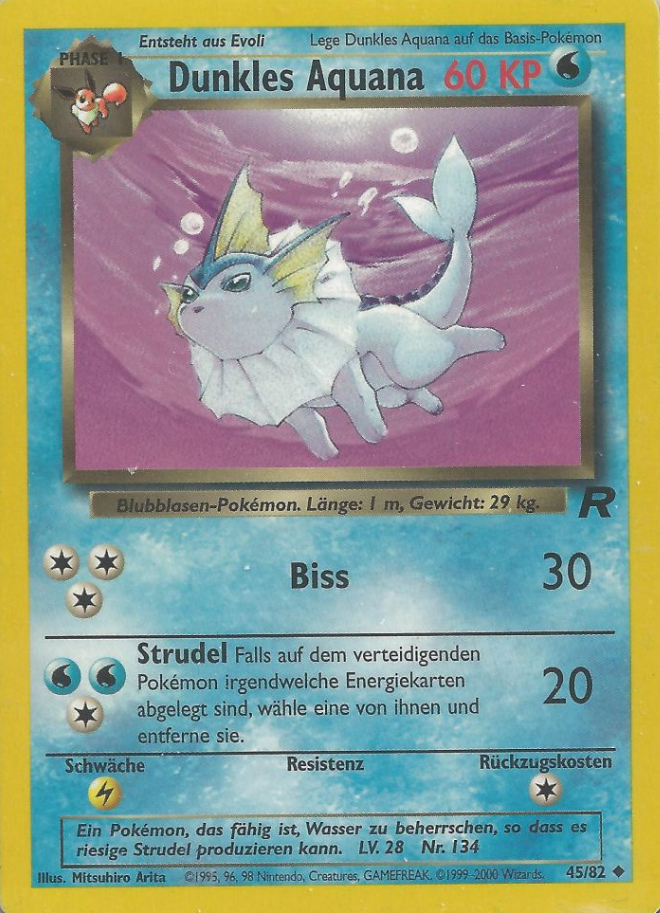 Entsteht aus Evoli Lege Dunkles Aquana auf das Basis-Pokémon
PHASE 1
Dunkles Aquana 60 KP
Blubblasen-Pokémon. Länge: 1 m, Gewicht: 29 kg.
R
Biss 30
Strudel Falls auf dem verteidigenden
Pokémon irgendwelche Energiekarten
abgelegt sind, wähle eine von ihnen und
entferne sie.
20
Schwäche Resistenz Rückzugskosten
Ein Pokémon, das fähig ist, Wasser zu beherrschen, so dass es
riesige Strudel produzieren kann. LV. 28 Nr. 134
Illus. Mitsuhiro Arita ©1995, 96, 98 Nintendo, Creatures, GAMEFREAK. ©1999-2000 Wizards. 45/82